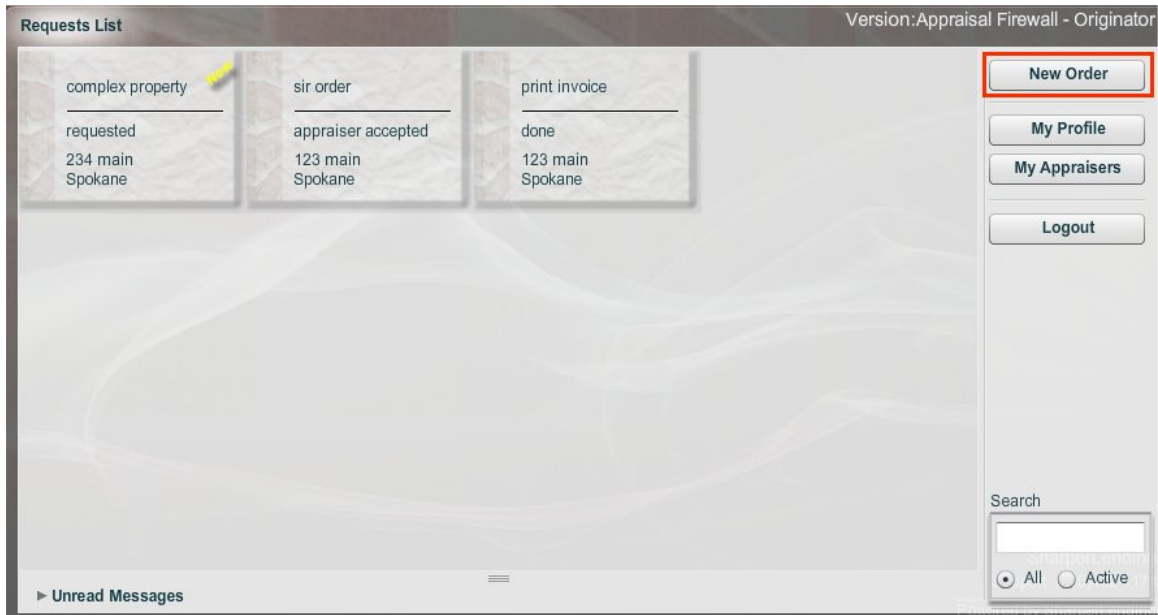 Requests List
Version:Appraisal Firewall - Originator
complex property
New
requested
234 main
Spokane
sir order
appraiser accepted
123 main
Spokane
print invoice
done
123 main
Spokane
New Order
My Profile
My Appraisers
Logout
Search
All
Active
Unread Messages